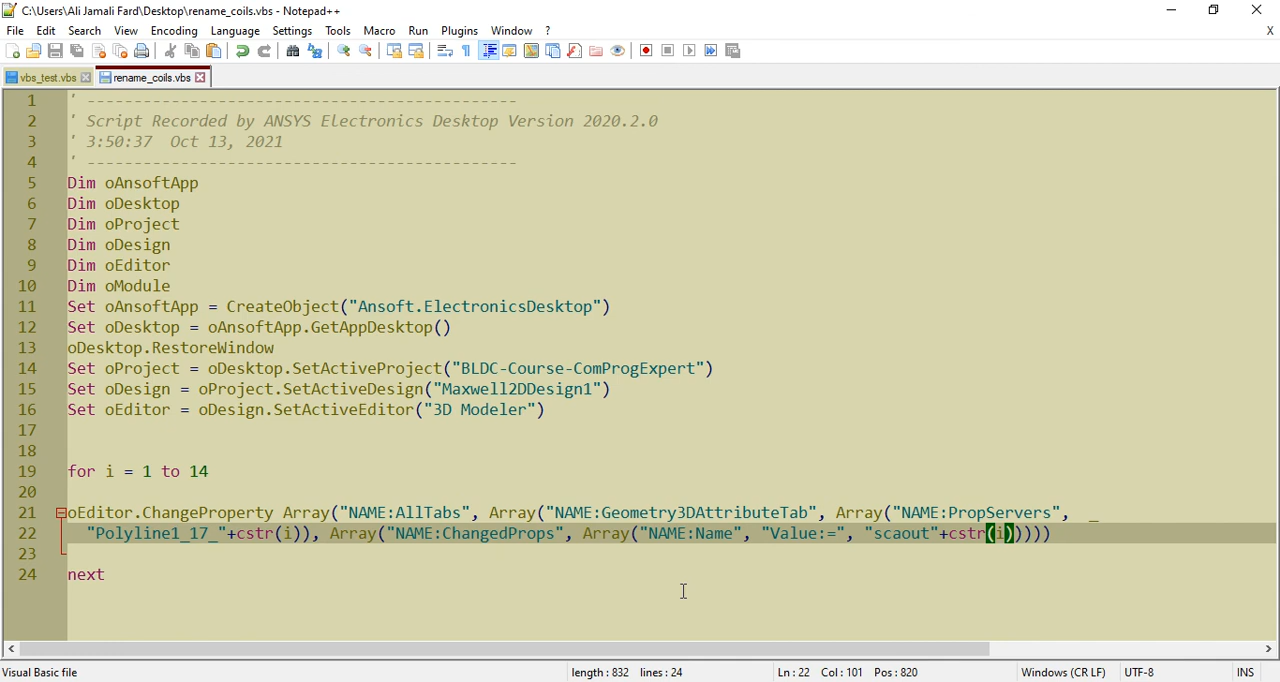 C:\Users\Ali Jamali Fard\Desktop\rename_coils.vbs - Notepad++
File Edit Search View Encoding Language Settings Tools Macro Run Plugins Window ? X
vbs_test.vbs rename_coils.vbs
1 ' ----------------------------------------------
2 ' Script Recorded by ANSYS Electronics Desktop Version 2020.2.0
3 ' 3:50:37  Oct 13, 2021
4 ' ----------------------------------------------
5 Dim oAnsoftApp
6 Dim oDesktop
7 Dim oProject
8 Dim oDesign
9 Dim oEditor
10 Dim oModule
11 Set oAnsoftApp = CreateObject("Ansoft.ElectronicsDesktop")
12 Set oDesktop = oAnsoftApp.GetAppDesktop()
13 oDesktop.RestoreWindow
14 Set oProject = oDesktop.SetActiveProject("BLDC-Course-ComProgExpert")
15 Set oDesign = oProject.SetActiveDesign("Maxwell2DDesign1")
16 Set oEditor = oDesign.SetActiveEditor("3D Modeler")
17
18
19 for i = 1 to 14
20
21 oEditor.ChangeProperty Array("NAME:AllTabs", Array("NAME:Geometry3DAttributeTab", Array("NAME:PropServers",  _
22 "Polyline1_17_"+cstr(i)), Array("NAME:ChangedProps", Array("NAME:Name", "Value:=", "scaout"+cstr(i))))
23
24 next
Visual Basic file length : 832 lines : 24 Ln : 22 Col : 101 Pos : 820 Windows (CR LF) UTF-8 INS